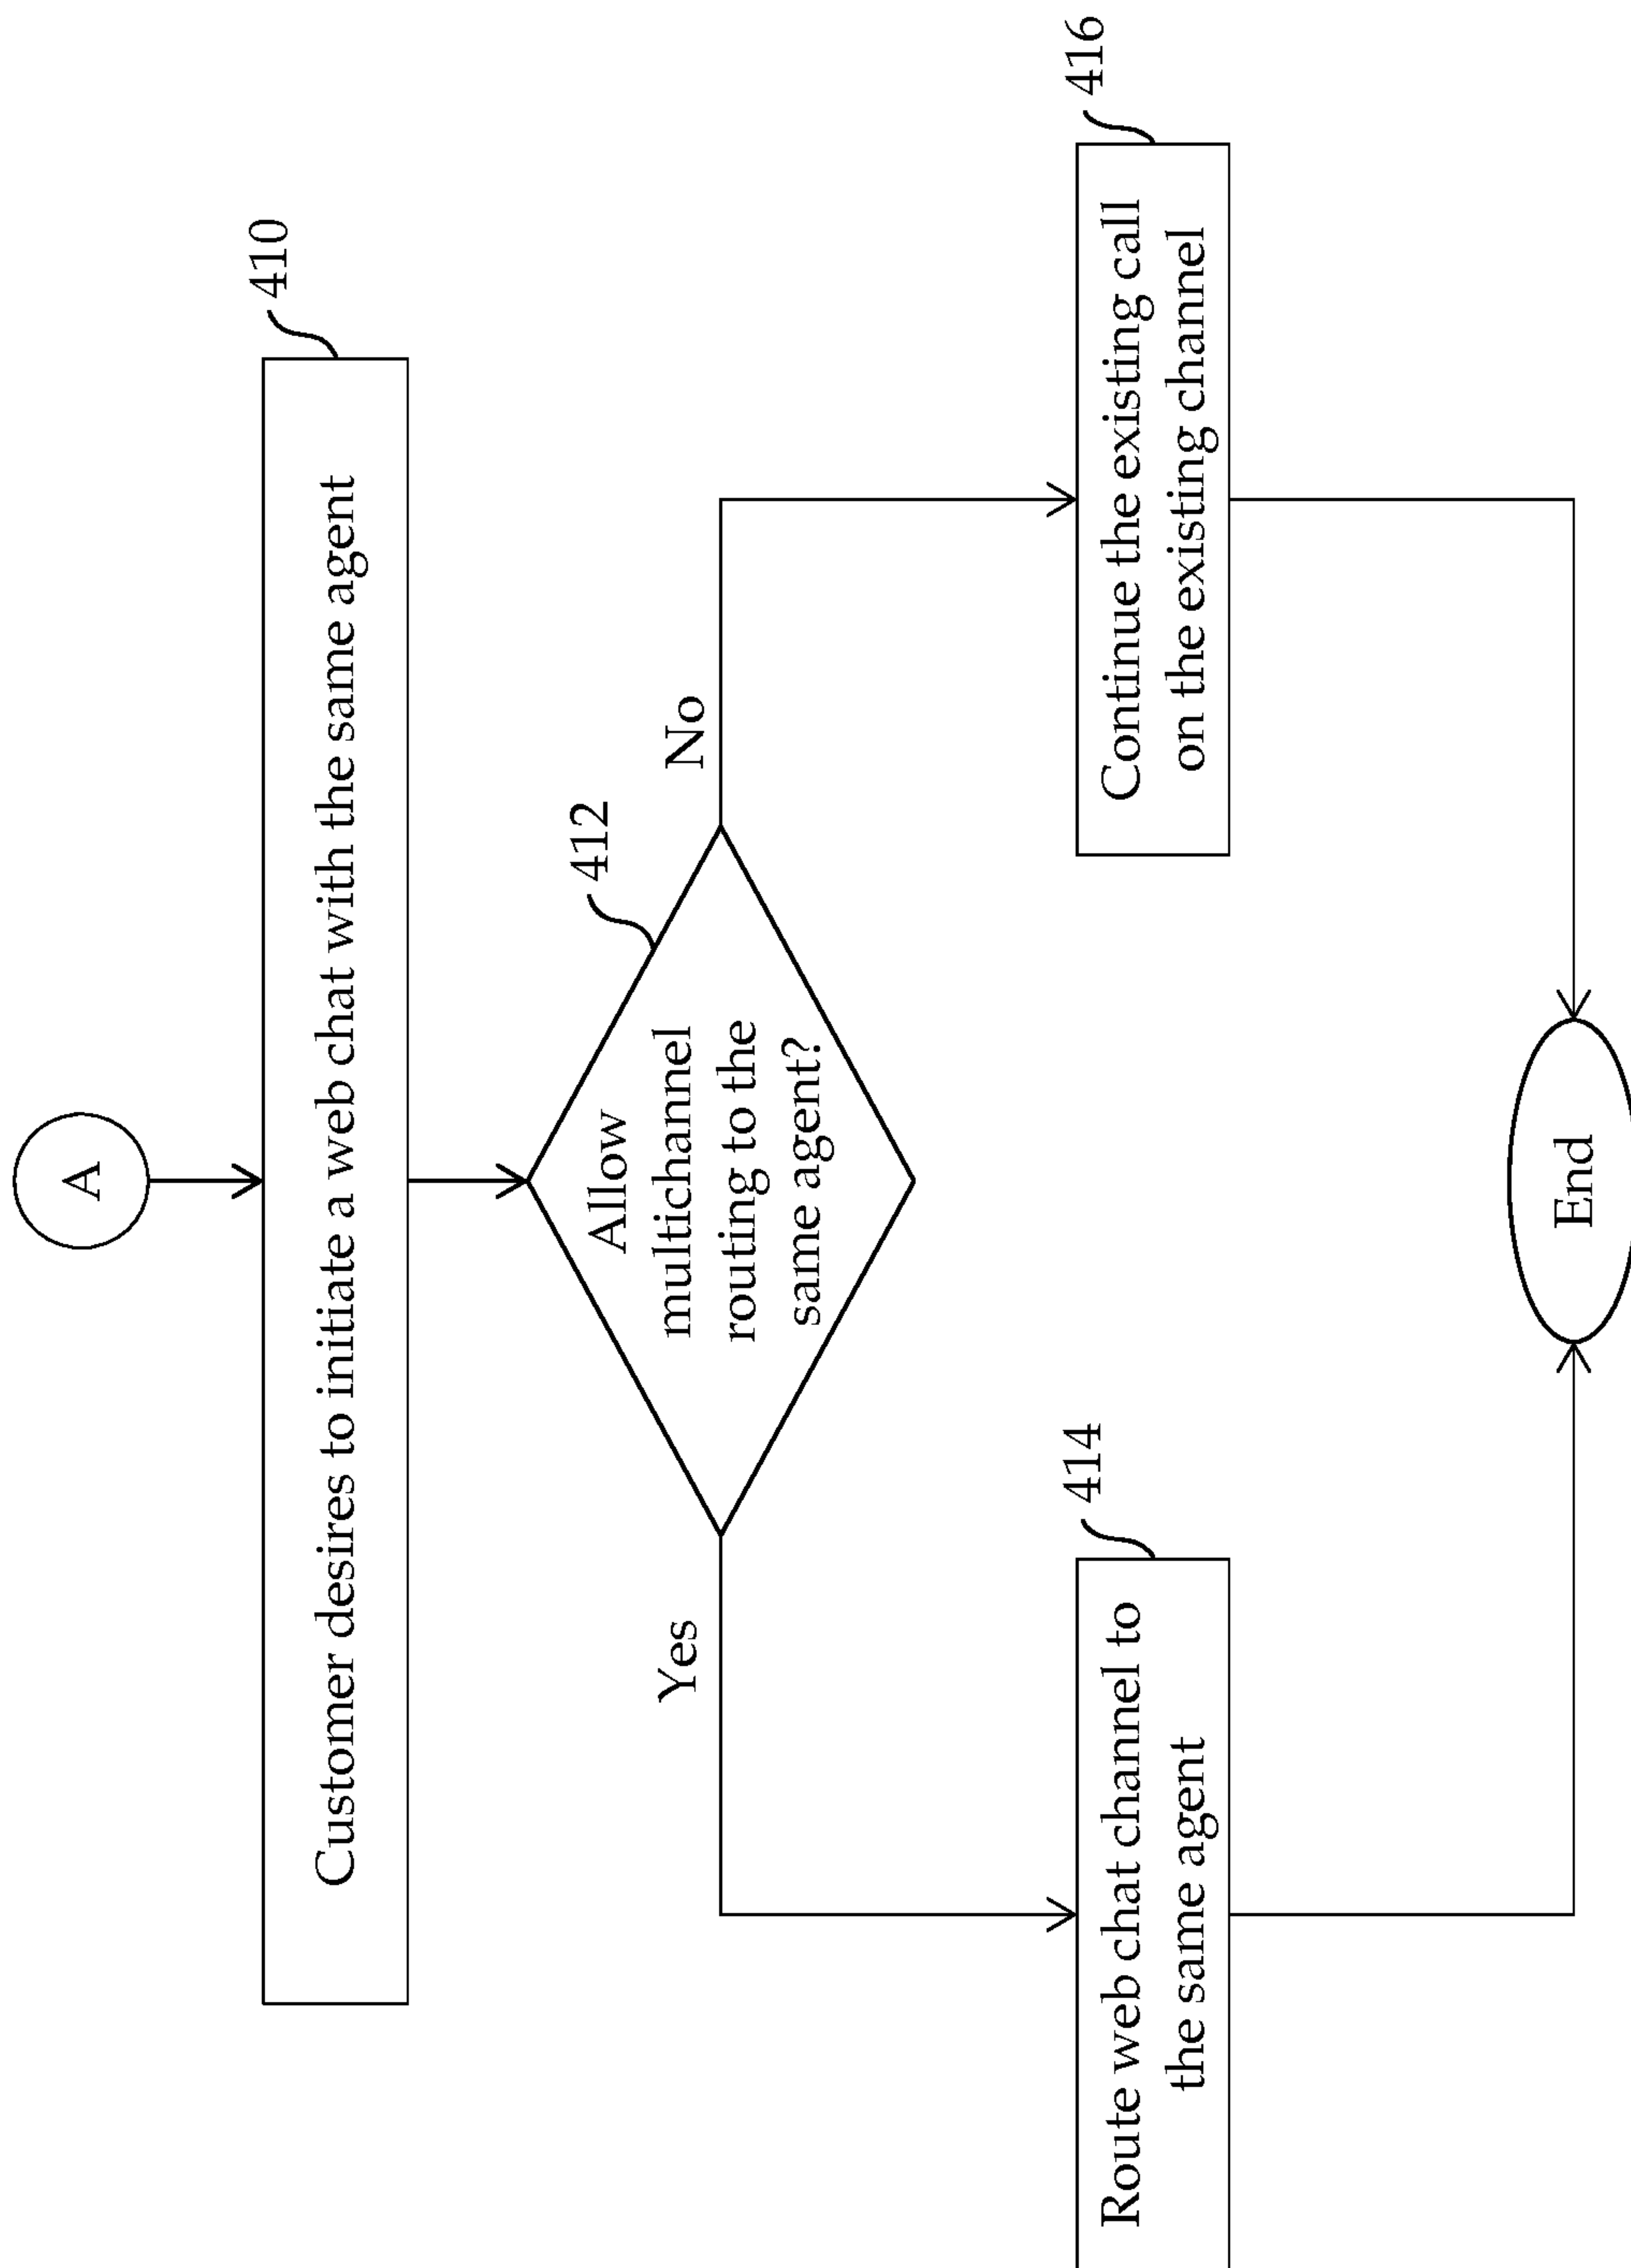 A
410
Customer desires to initiate a web chat with the same agent
412
Allow
multichannel
routing to the
same agent?
Yes
No
414
Route web chat channel to
the same agent
416
Continue the existing call
on the existing channel
End